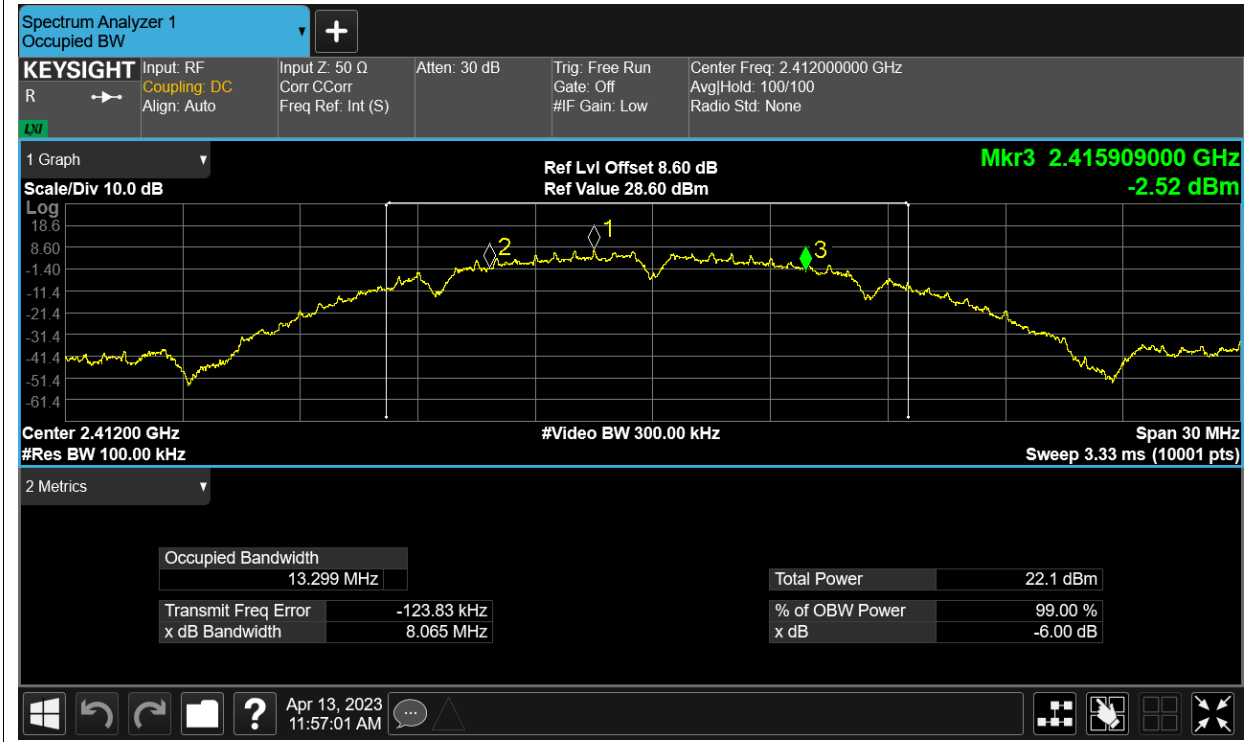 Spectrum Analyzer 1
Occupied BW
KEYSIGHT
R
LXI
Input: RF
Coupling: DC
Align: Auto
Input Z: 50 Ω
Corr CCorr
Freq Ref: Int (S)
Atten: 30 dB
Trig: Free Run
Gate: Off
#IF Gain: Low
Center Freq: 2.412000000 GHz
Avg|Hold: 100/100
Radio Std: None
1 Graph
Scale/Div 10.0 dB
Ref Lvl Offset 8.60 dB
Ref Value 28.60 dBm
Mkr3 2.415909000 GHz
-2.52 dBm
Log
18.6
8.60
-1.40
-11.4
-21.4
-31.4
-41.4
-51.4
-61.4
1
2
3
Center 2.41200 GHz
#Video BW 300.00 kHz
Span 30 MHz
#Res BW 100.00 kHz
Sweep 3.33 ms (10001 pts)
2 Metrics
Occupied Bandwidth
13.299 MHz
Total Power 22.1 dBm
Transmit Freq Error -123.83 kHz
% of OBW Power 99.00 %
x dB Bandwidth 8.065 MHz
x dB -6.00 dB
?
Apr 13, 2023
11:57:01 AM